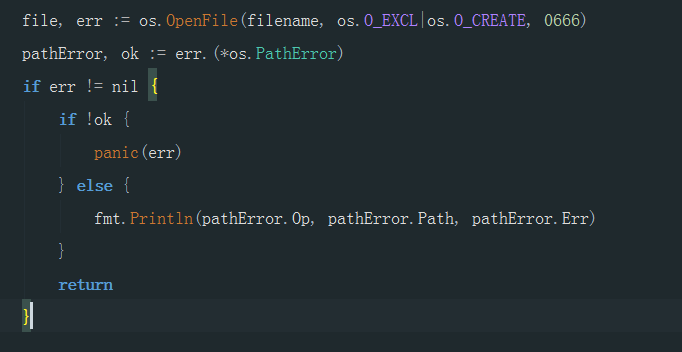 file, err := os.OpenFile(filename, os.O_EXCL|os.O_CREATE, 0666)
pathError, ok := err.(*os.PathError)
if err != nil {
    if !ok {
        panic(err)
    } else {
        fmt.Println(pathError.Op, pathError.Path, pathError.Err)
    }
    return
}